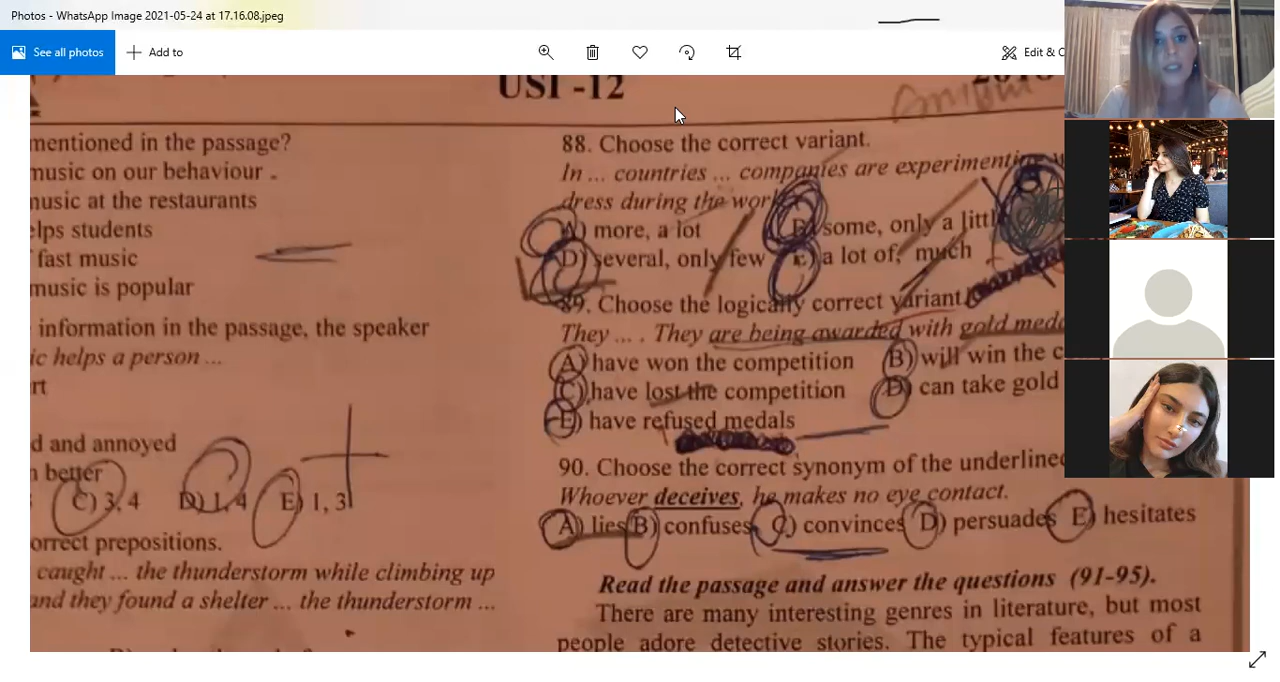 Photos - WhatsApp Image 2021-05-24 at 17.16.08.jpeg
See all photos
Add to
Edit & C
USI -12
mentioned in the passage?
music on our behaviour .
music at the restaurants
elps students
fast music
music is popular
information in the passage, the speaker
ic helps a person ...
rt
d and annoyed
n better
C) 3, 4 D) 1, 4 E) 1, 3
orrect prepositions.
caught ... the thunderstorm while climbing up
and they found a shelter ... the thunderstorm ...
88. Choose the correct variant.
In ... countries ... companies are experimenting
dress during the wor
A) more, a lot B) some, only a littl
D) several, only few E) a lot of, much
89. Choose the logically correct variant.
They ... . They are being awarded with gold meda
A) have won the competition B) will win the c
C) have lost the competition D) can take gold
E) have refused medals
90. Choose the correct synonym of the underlined
Whoever deceives, he makes no eye contact.
A) lies B) confuses C) convinces D) persuades E) hesitates
Read the passage and answer the questions (91-95).
There are many interesting genres in literature, but most
people adore detective stories. The typical features of a